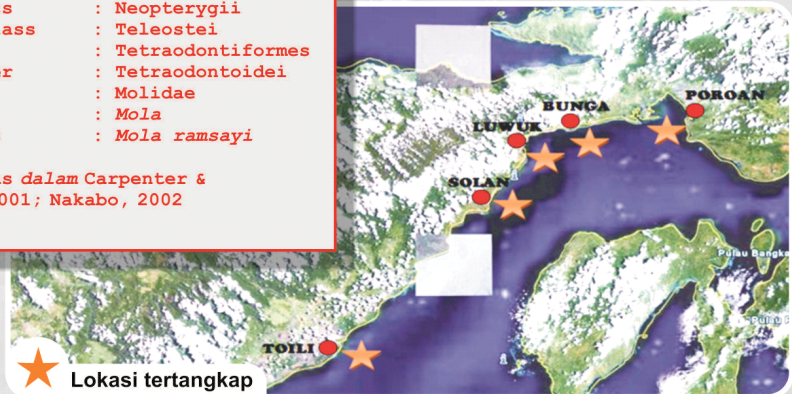 s : Neopterygii
ass : Teleostei
: Tetraodontiformes
er : Tetraodontoidei
: Molidae
: Mola
: Mola ramsayi
s dalam Carpenter &
001; Nakabo, 2002
POROAN
BUNGA
LUWUK
SOLAN
Pulau Bangka
TOILI
Lokasi tertangkap